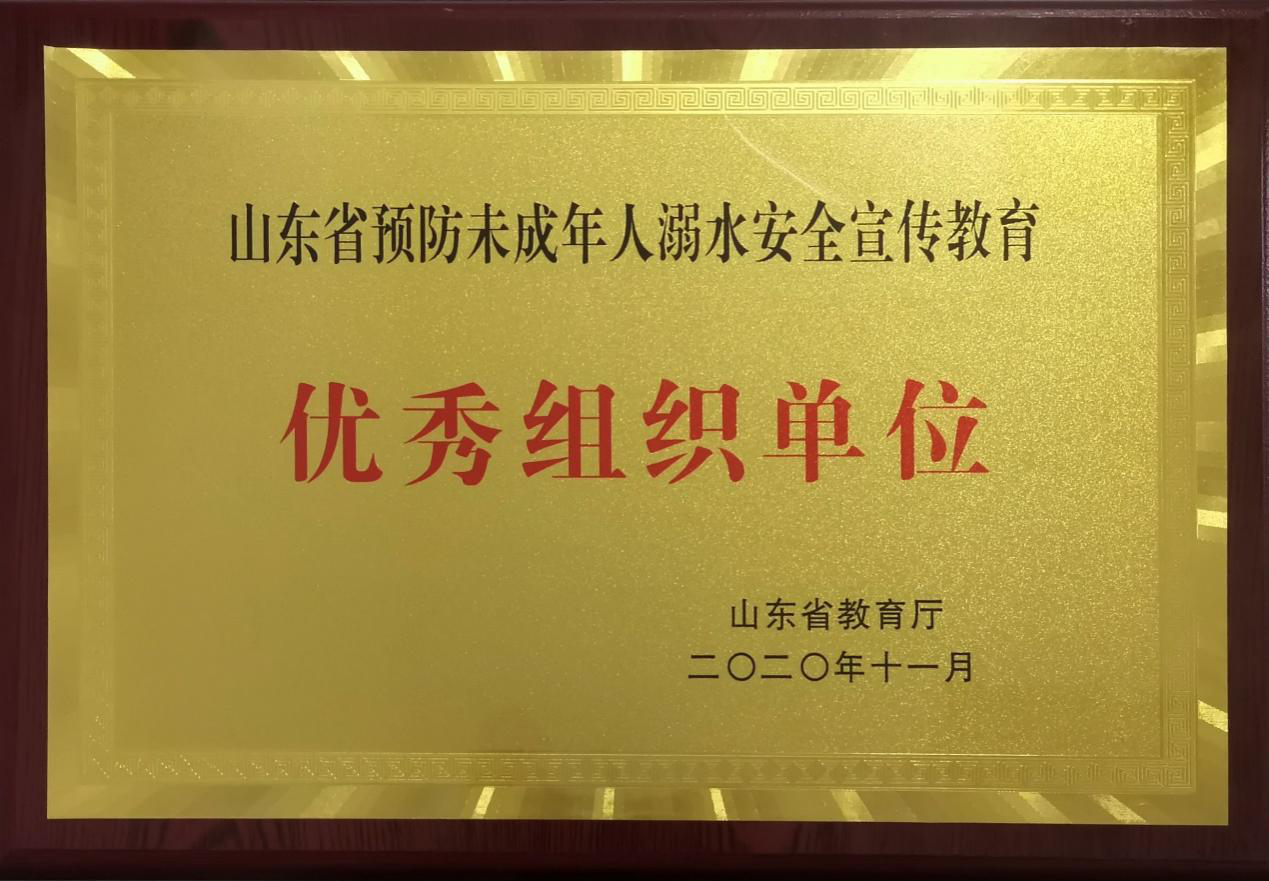 山东省预防未成年人溺水安全宣传教育
优秀组织单位
山东省教育厅
二〇二〇年十一月